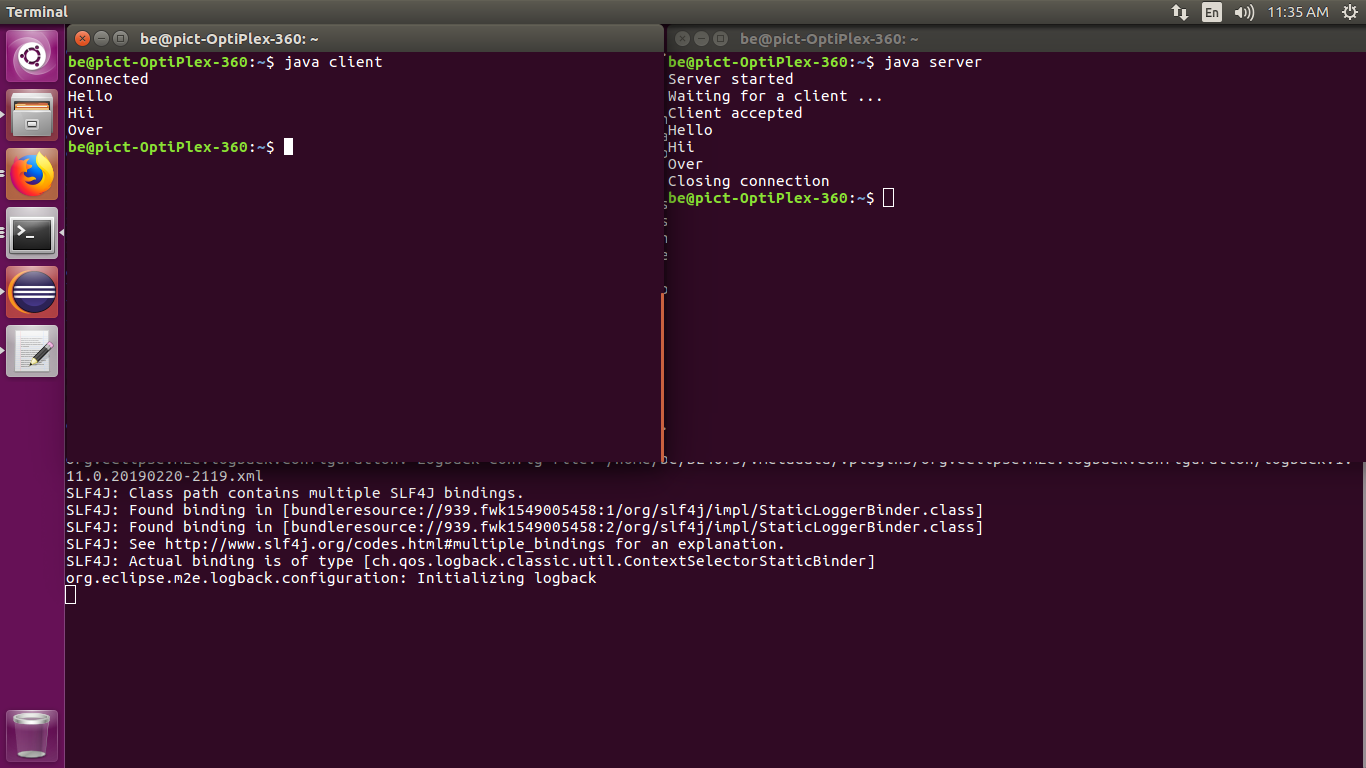 Terminal
En
11:35 AM
be@pict-OptiPlex-360: ~
be@pict-OptiPlex-360:~$ java client
Connected
Hello
Hii
Over
be@pict-OptiPlex-360:~$
be@pict-OptiPlex-360: ~
be@pict-OptiPlex-360:~$ java server
Server started
Waiting for a client ...
Client accepted
Hello
Hii
Over
Closing connection
be@pict-OptiPlex-360:~$
11.0.20190220-2119.xml
SLF4J: Class path contains multiple SLF4J bindings.
SLF4J: Found binding in [bundleresource://939.fwk1549005458:1/org/slf4j/impl/StaticLoggerBinder.class]
SLF4J: Found binding in [bundleresource://939.fwk1549005458:2/org/slf4j/impl/StaticLoggerBinder.class]
SLF4J: See http://www.slf4j.org/codes.html#multiple_bindings for an explanation.
SLF4J: Actual binding is of type [ch.qos.logback.classic.util.ContextSelectorStaticBinder]
org.eclipse.m2e.logback.configuration: Initializing logback